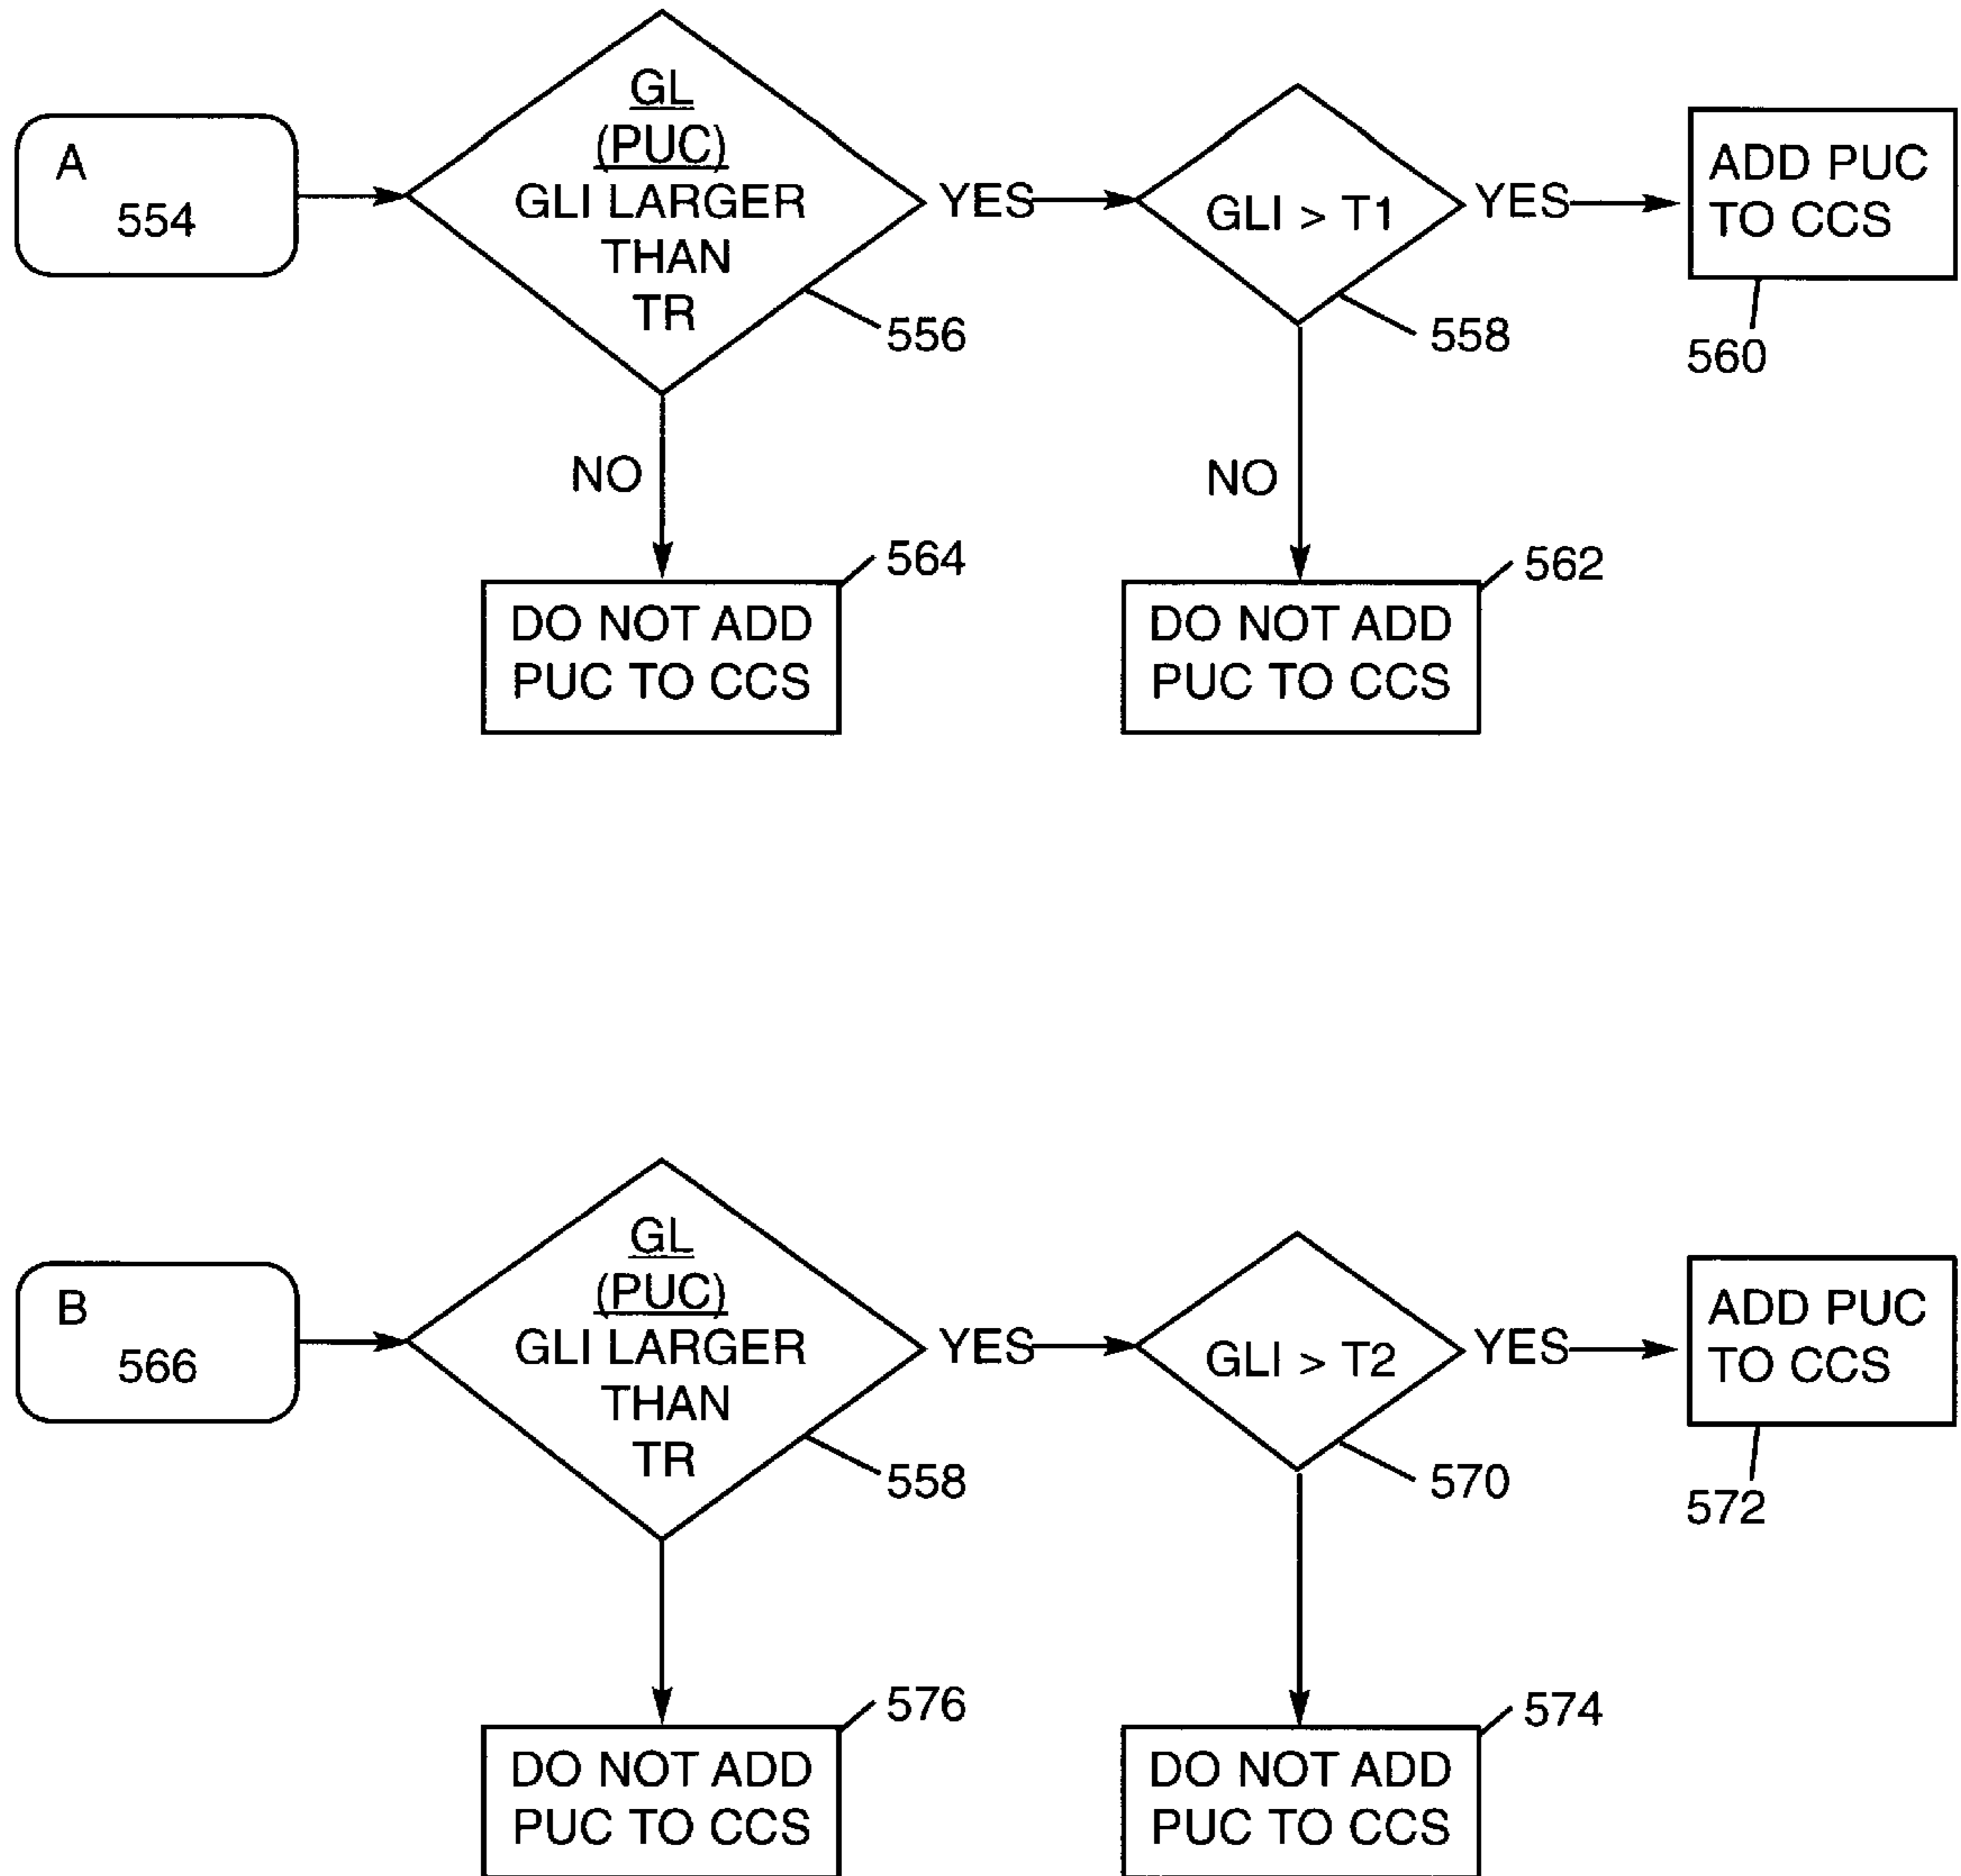 A
554
GL
(PUC)
GLI LARGER
THAN
TR
556
YES
GLI > T1
558
YES
ADD PUC
TO CCS
560
NO
564
DO NOT ADD
PUC TO CCS
NO
562
DO NOT ADD
PUC TO CCS
B
566
GL
(PUC)
GLI LARGER
THAN
TR
558
YES
GLI > T2
570
YES
ADD PUC
TO CCS
572
576
DO NOT ADD
PUC TO CCS
574
DO NOT ADD
PUC TO CCS